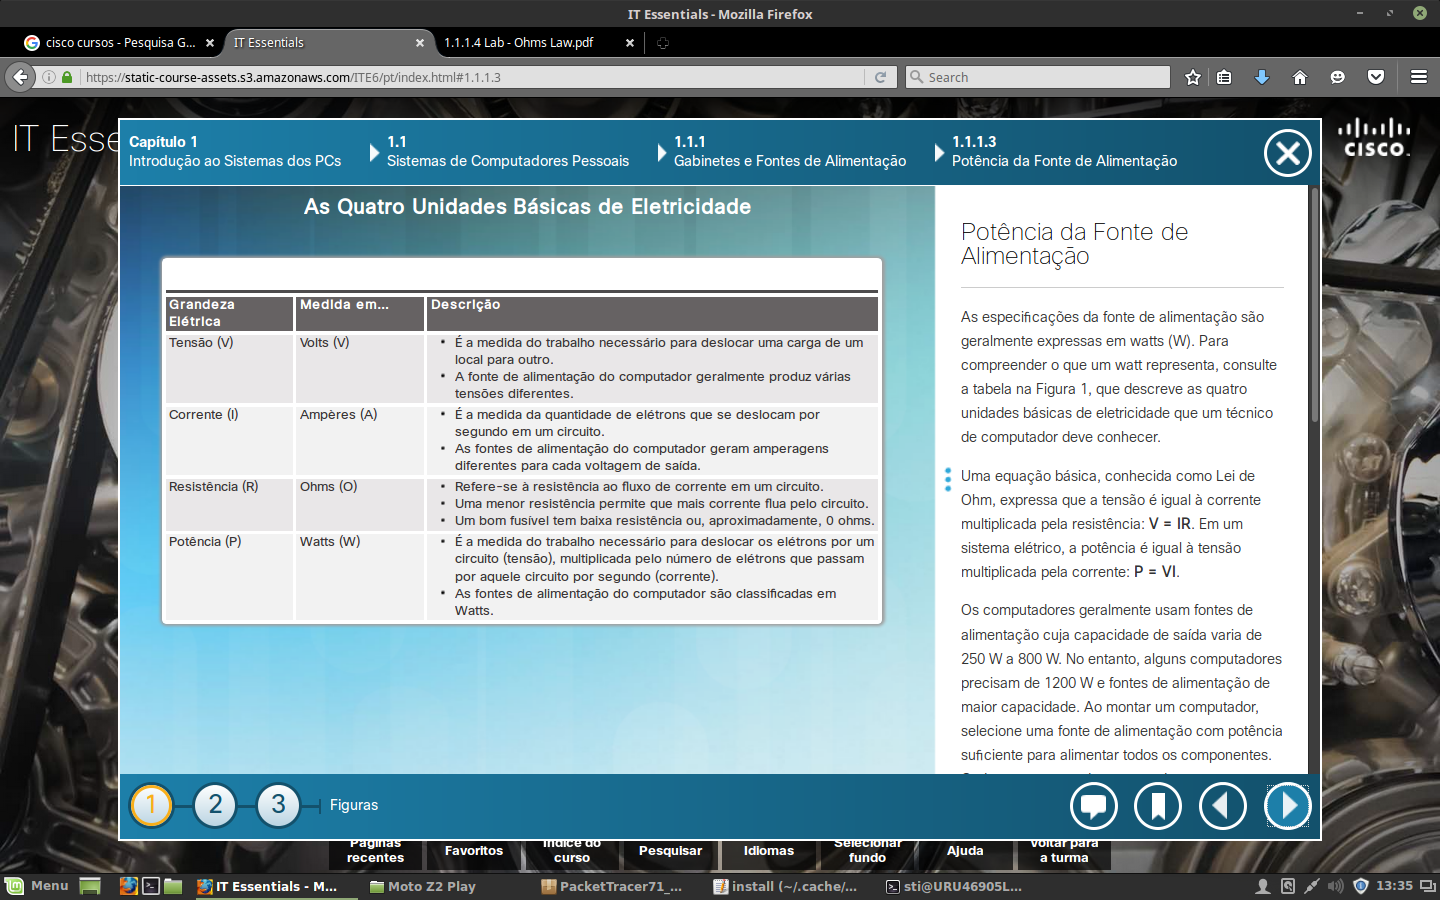 IT Essentials - Mozilla Firefox
cisco cursos - Pesquisa G...
IT Essentials
1.1.1.4 Lab - Ohms Law.pdf
https://static-course-assets.s3.amazonaws.com/ITE6/pt/index.html#1.1.1.3
Search
IT Esse
CISCO
Capítulo 1
Introdução ao Sistemas dos PCs
1.1
Sistemas de Computadores Pessoais
1.1.1
Gabinetes e Fontes de Alimentação
1.1.1.3
Potência da Fonte de Alimentação
As Quatro Unidades Básicas de Eletricidade
Grandeza
Elétrica
Medida em...
Descrição
Tensão (V)
Volts (V)
• É a medida do trabalho necessário para deslocar uma carga de um
local para outro.
• A fonte de alimentação do computador geralmente produz várias
tensões diferentes.
Corrente (I)
Ampères (A)
• É a medida da quantidade de elétrons que se deslocam por
segundo em um circuito.
• As fontes de alimentação do computador geram amperagens
diferentes para cada voltagem de saída.
Resistência (R)
Ohms (O)
• Refere-se à resistência ao fluxo de corrente em um circuito.
• Uma menor resistência permite que mais corrente flua pelo circuito.
• Um bom fusível tem baixa resistência ou, aproximadamente, 0 ohms.
Potência (P)
Watts (W)
• É a medida do trabalho necessário para deslocar os elétrons por um
circuito (tensão), multiplicada pelo número de elétrons que passam
por aquele circuito por segundo (corrente).
• As fontes de alimentação do computador são classificadas em
Watts.
Potência da Fonte de
Alimentação
As especificações da fonte de alimentação são
geralmente expressas em watts (W). Para
compreender o que um watt representa, consulte
a tabela na Figura 1, que descreve as quatro
unidades básicas de eletricidade que um técnico
de computador deve conhecer.
Uma equação básica, conhecida como Lei de
Ohm, expressa que a tensão é igual à corrente
multiplicada pela resistência: V = IR. Em um
sistema elétrico, a potência é igual à tensão
multiplicada pela corrente: P = VI.
Os computadores geralmente usam fontes de
alimentação cuja capacidade de saída varia de
250 W a 800 W. No entanto, alguns computadores
precisam de 1200 W e fontes de alimentação de
maior capacidade. Ao montar um computador,
selecione uma fonte de alimentação com potência
suficiente para alimentar todos os componentes.
1
2
3
Figuras
Páginas
recentes
Favoritos
Índice do
curso
Pesquisar
Idiomas
Selecionar
fundo
Ajuda
Voltar para
a turma
Menu
IT Essentials - M...
Moto Z2 Play
PacketTracer71_...
install (~/.cache/...
sti@URU46905L...
13:35